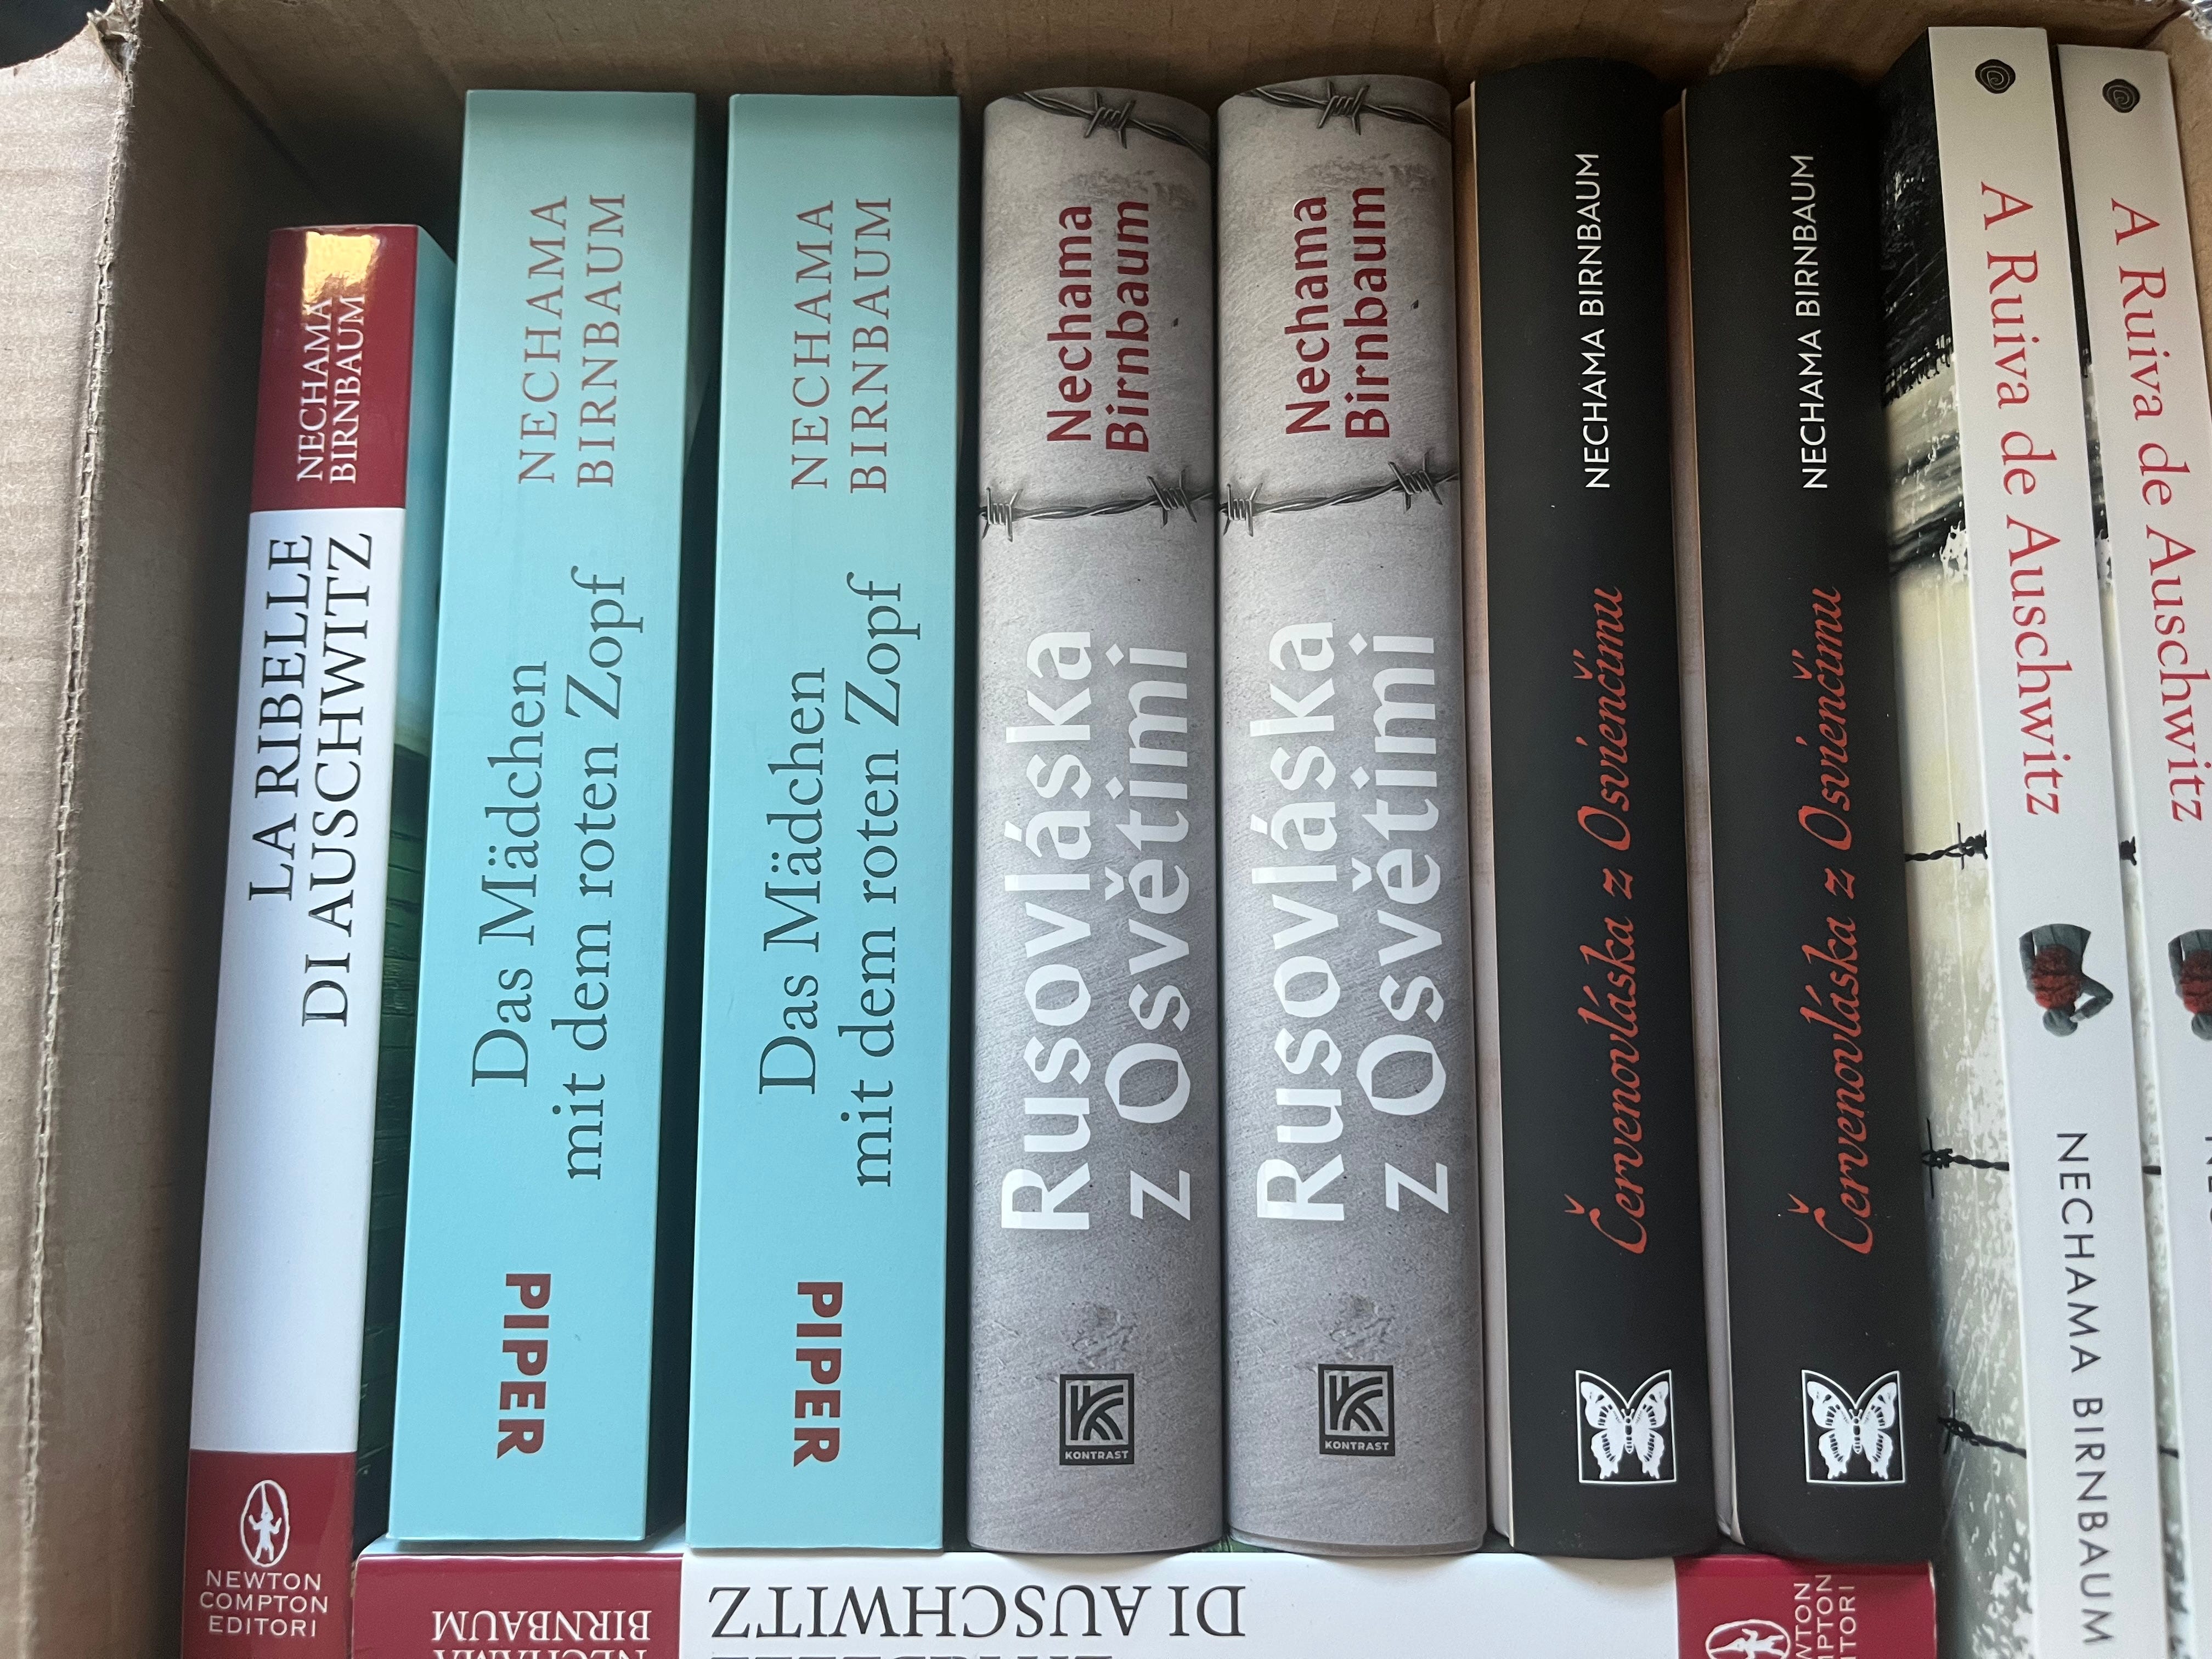 NECHAMA
BIRNBAUM
LA RIBELLE
DI AUSCHWITZ
NEWTON
COMPTON
EDITORI
NECHAMA
BIRNBAUM
Das Mädchen
mit dem roten Zopf
PIPER
NECHAMA
BIRNBAUM
Das Mädchen
mit dem roten Zopf
PIPER
Nechama
Birnbaum
Rusovláska
z Osvětimi
KONTRAST
Nechama
Birnbaum
Rusovláska
z Osvětimi
KONTRAST
NECHAMA BIRNBAUM
Červenovláska z Osvienčimu
NECHAMA BIRNBAUM
Červenovláska z Osvienčimu
A Ruiva de Auschwitz
NECHAMA BIRNBAUM
A Ruiva de Auschwitz
NECHAMA
BIRNBAUM
DI AUSCHWITZ